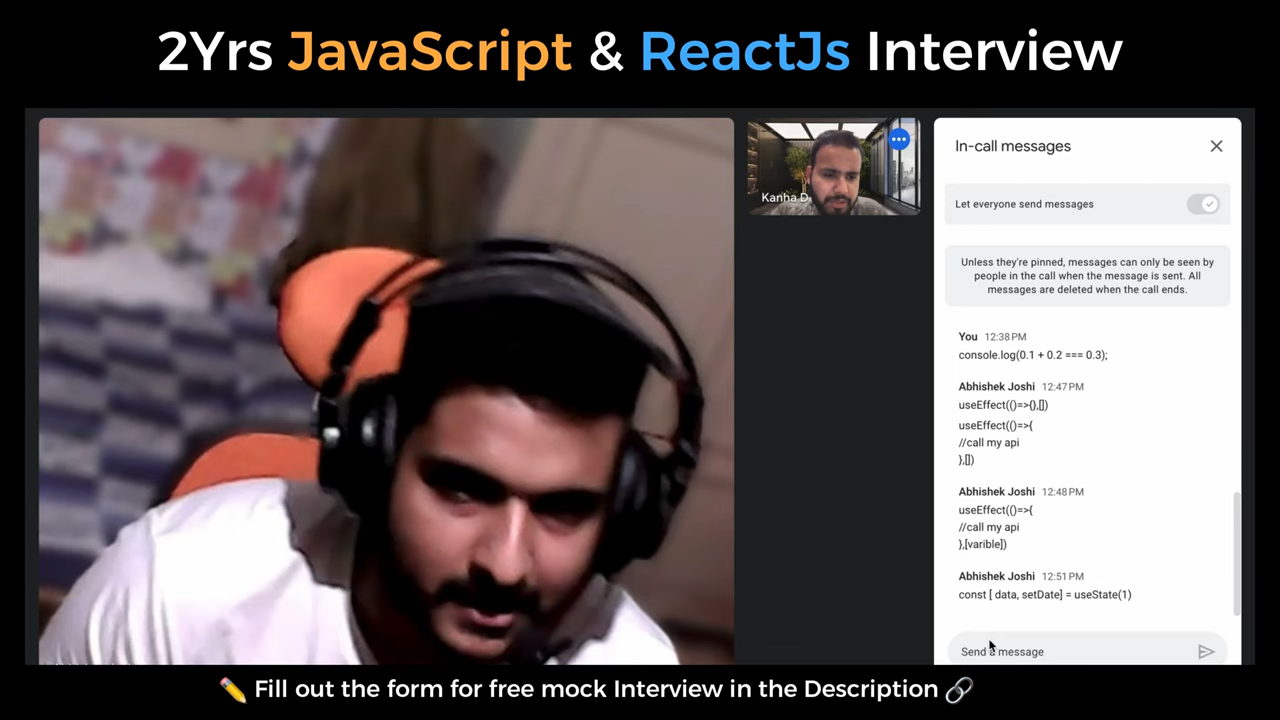 2Yrs JavaScript & ReactJs Interview
Kanha D
In-call messages
Let everyone send messages
Unless they're pinned, messages can only be seen by
people in the call when the message is sent. All
messages are deleted when the call ends.
You 12:38 PM
console.log(0.1 + 0.2 === 0.3);
Abhishek Joshi 12:47 PM
useEffect(()=>{},[])
useEffect(()=>{
//call my api
},[])
Abhishek Joshi 12:48 PM
useEffect(()=>{
//call my api
},[varible])
Abhishek Joshi 12:51 PM
const [ data, setDate] = useState(1)
Send a message
✏️ Fill out the form for free mock Interview in the Description 🔗